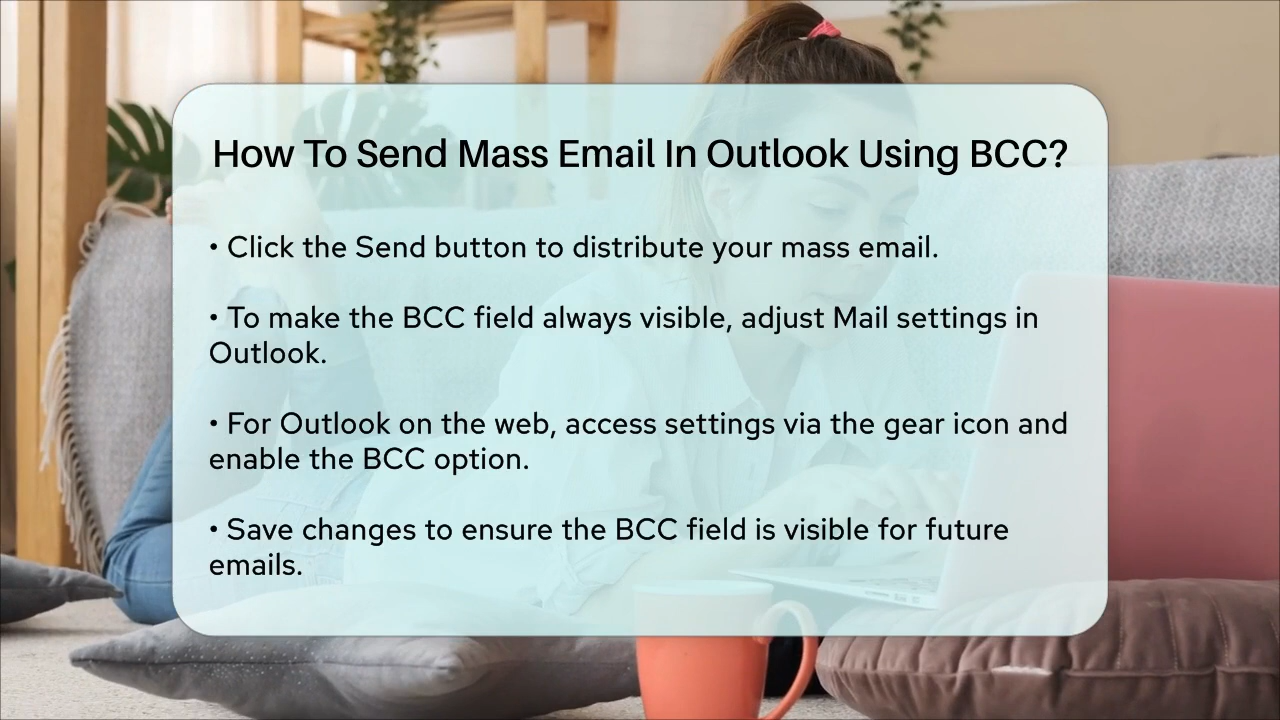 How To Send Mass Email In Outlook Using BCC?
• Click the Send button to distribute your mass email.
• To make the BCC field always visible, adjust Mail settings in
Outlook.
• For Outlook on the web, access settings via the gear icon and
enable the BCC option.
• Save changes to ensure the BCC field is visible for future
emails.